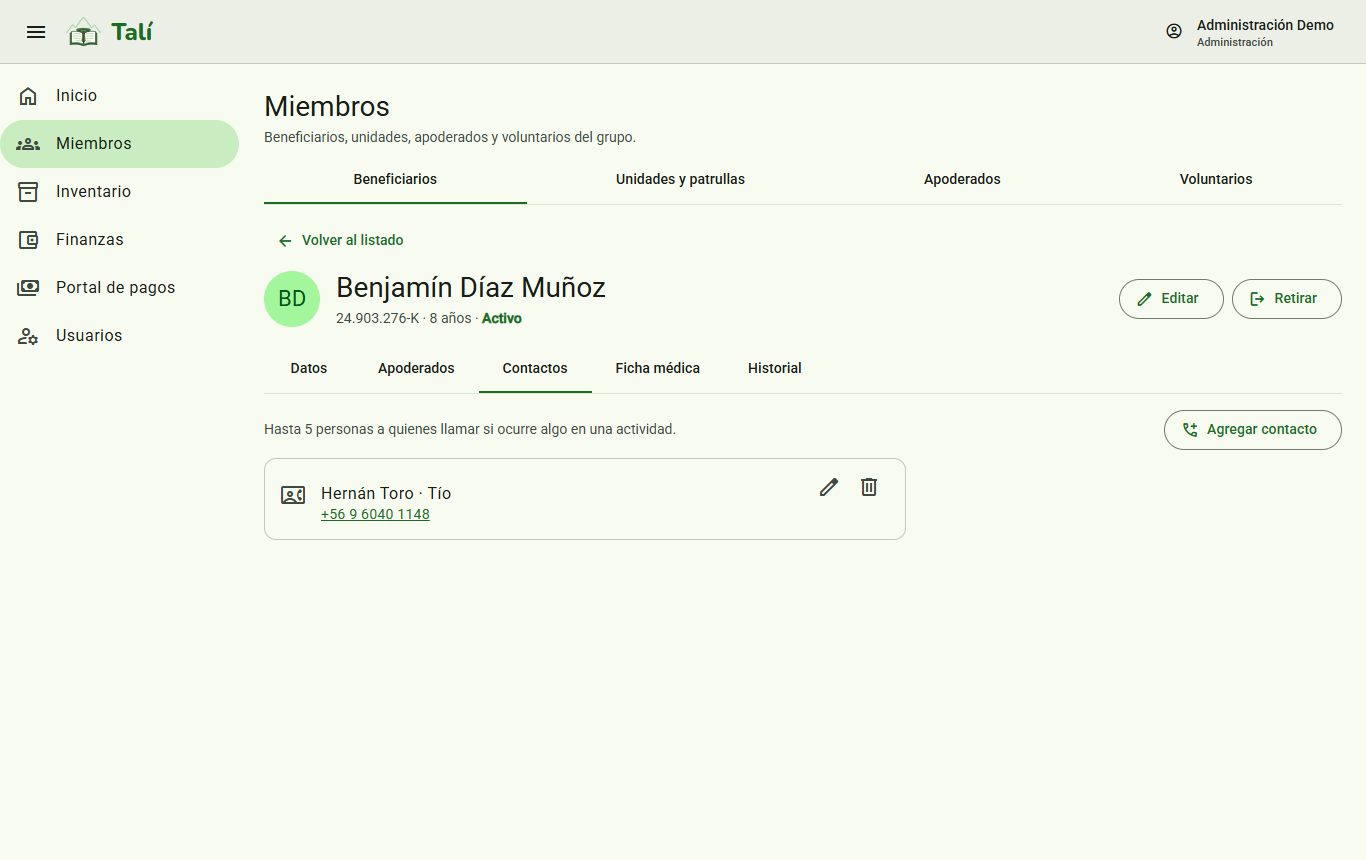 Talí
Administración Demo
Administración
Inicio
Miembros
Inventario
Finanzas
Portal de pagos
Usuarios
Miembros
Beneficiarios, unidades, apoderados y voluntarios del grupo.
Beneficiarios
Unidades y patrullas
Apoderados
Voluntarios
Volver al listado
BD
Benjamín Díaz Muñoz
24.903.276-K · 8 años · Activo
Editar
Retirar
Datos
Apoderados
Contactos
Ficha médica
Historial
Hasta 5 personas a quienes llamar si ocurre algo en una actividad.
Agregar contacto
Hernán Toro · Tío
+56 9 6040 1148